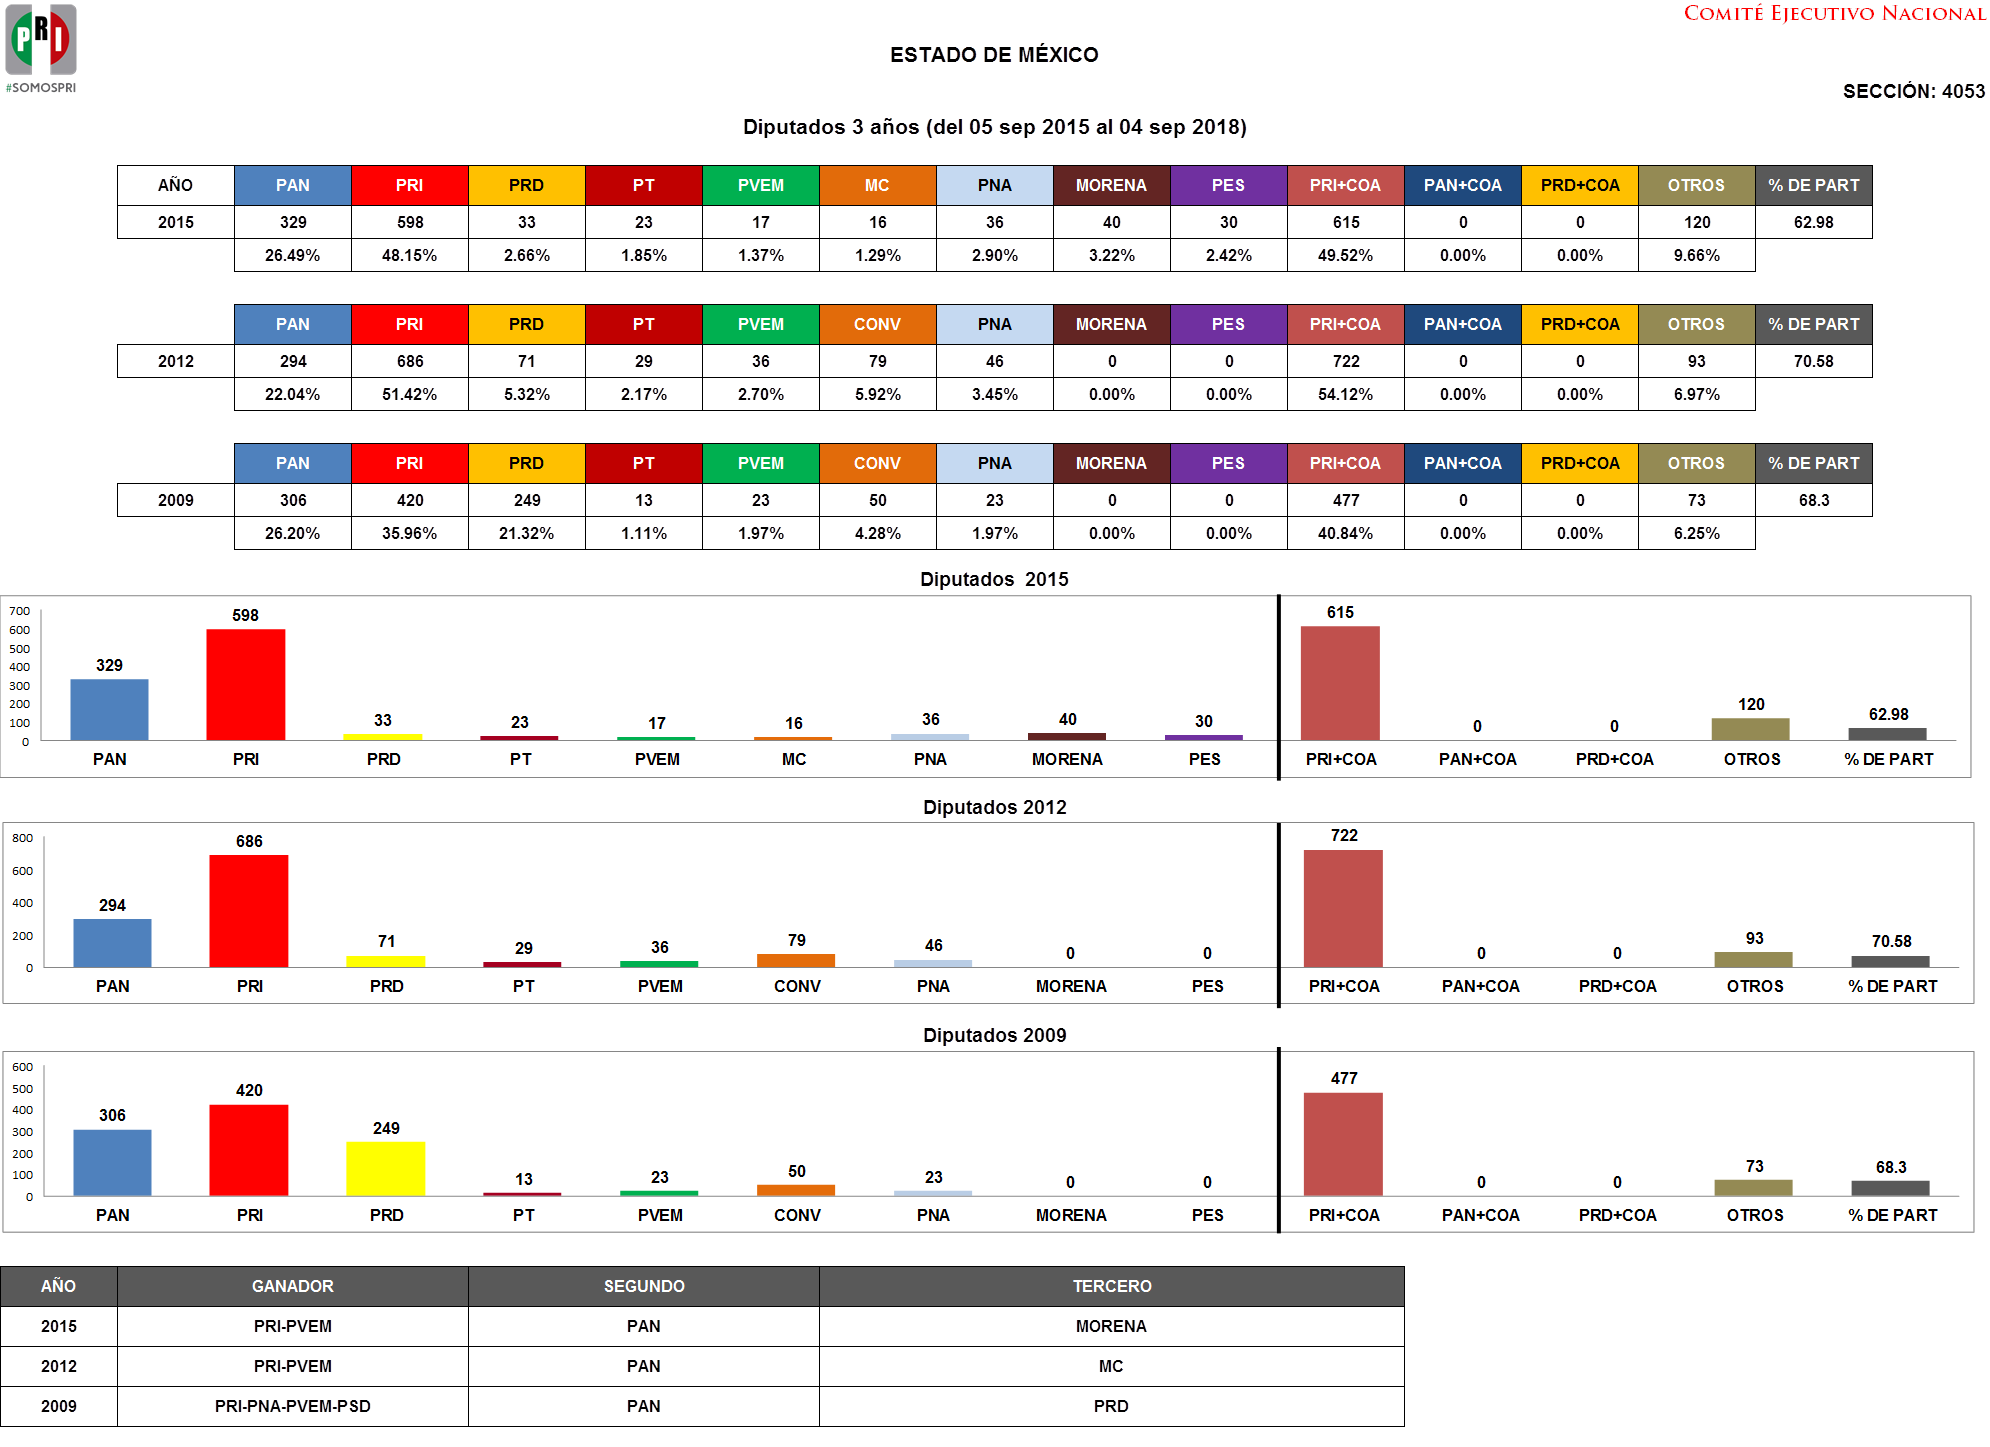 PRI
#SOMOSPRI
COMITÉ EJECUTIVO NACIONAL
ESTADO DE MÉXICO
SECCIÓN: 4053
Diputados 3 años (del 05 sep 2015 al 04 sep 2018)
AÑO PAN PRI PRD PT PVEM MC PNA MORENA PES PRI+COA PAN+COA PRD+COA OTROS % DE PART
2015 329 598 33 23 17 16 36 40 30 615 0 0 120 62.98
26.49% 48.15% 2.66% 1.85% 1.37% 1.29% 2.90% 3.22% 2.42% 49.52% 0.00% 0.00% 9.66%
PAN PRI PRD PT PVEM CONV PNA MORENA PES PRI+COA PAN+COA PRD+COA OTROS % DE PART
2012 294 686 71 29 36 79 46 0 0 722 0 0 93 70.58
22.04% 51.42% 5.32% 2.17% 2.70% 5.92% 3.45% 0.00% 0.00% 54.12% 0.00% 0.00% 6.97%
PAN PRI PRD PT PVEM CONV PNA MORENA PES PRI+COA PAN+COA PRD+COA OTROS % DE PART
2009 306 420 249 13 23 50 23 0 0 477 0 0 73 68.3
26.20% 35.96% 21.32% 1.11% 1.97% 4.28% 1.97% 0.00% 0.00% 40.84% 0.00% 0.00% 6.25%
Diputados 2015
700
600
500
400
300
200
100
0
329 598 33 23 17 16 36 40 30 615 0 0 120 62.98
PAN PRI PRD PT PVEM MC PNA MORENA PES PRI+COA PAN+COA PRD+COA OTROS % DE PART
Diputados 2012
800
600
400
200
0
294 686 71 29 36 79 46 0 0 722 0 0 93 70.58
PAN PRI PRD PT PVEM CONV PNA MORENA PES PRI+COA PAN+COA PRD+COA OTROS % DE PART
Diputados 2009
600
500
400
300
200
100
0
306 420 249 13 23 50 23 0 0 477 0 0 73 68.3
PAN PRI PRD PT PVEM CONV PNA MORENA PES PRI+COA PAN+COA PRD+COA OTROS % DE PART
AÑO GANADOR SEGUNDO TERCERO
2015 PRI-PVEM PAN MORENA
2012 PRI-PVEM PAN MC
2009 PRI-PNA-PVEM-PSD PAN PRD